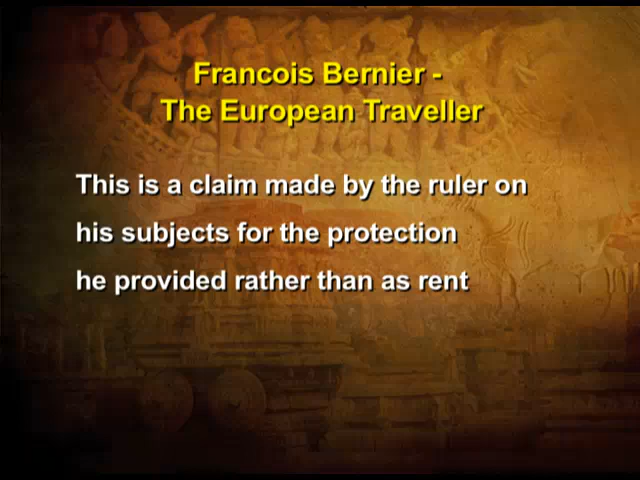 Francois Bernier -
The European Traveller
This is a claim made by the ruler on
his subjects for the protection
he provided rather than as rent